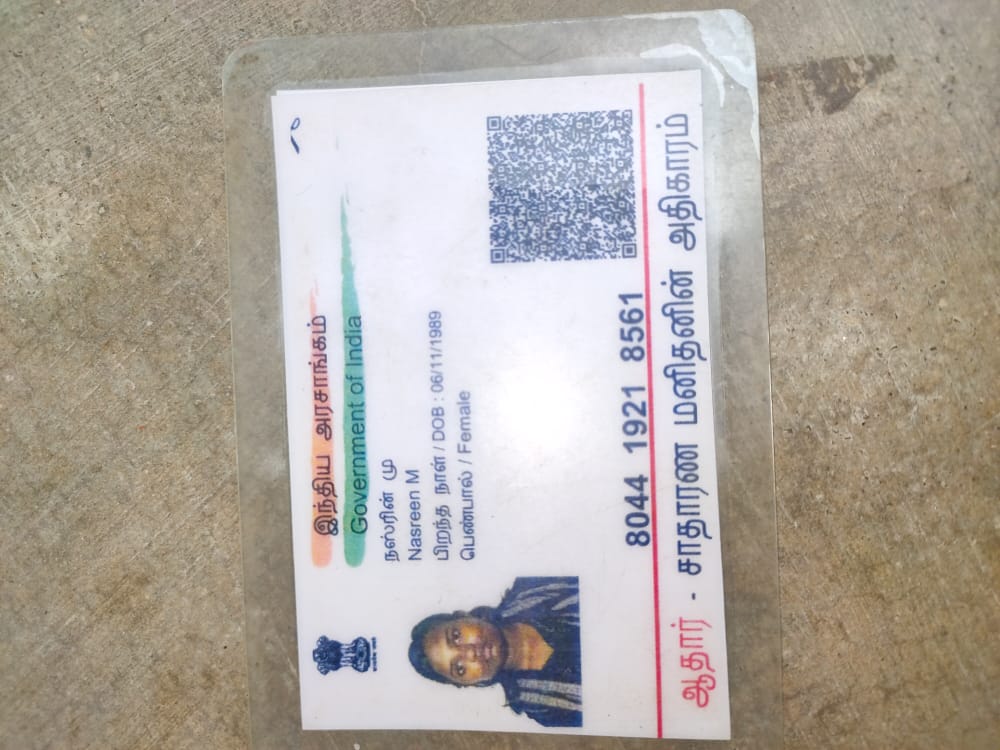 இந்திய அரசாங்கம்
Government of India
நஸ்ரின் மு
Nasreen M
பிறந்த நாள் / DOB : 06/11/1989
பெண்பால் / Female
8044 1921 8561
ஆதார் - சாதாரண மனிதனின் அதிகாரம்